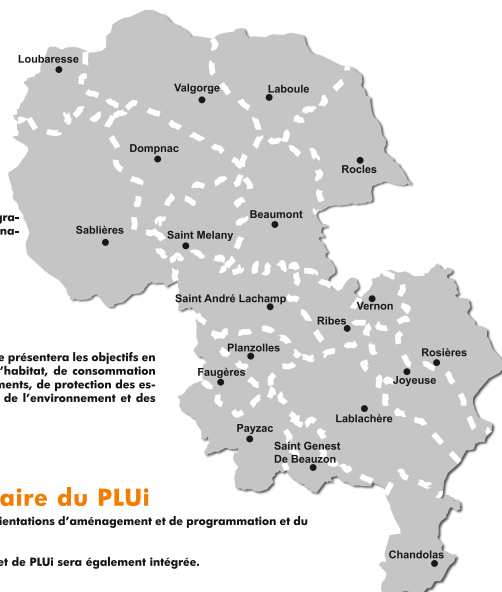 Loubaresse
Valgorge
Laboule
Dompnac
Rocles
Beaumont
Sablières
Saint Melany
Saint André Lachamp
Vernon
Ribes
Planzolles
Rosières
Faugères
Joyeuse
Lablachère
Payzac
Saint Genest
De Beauzon
Chandolas
gra-
na-
e présentera les objectifs en
'habitat, de consommation
ments, de protection des es-
de l'environnement et des
aire du PLUi
ientations d'aménagement et de programmation et du
et de PLUi sera également intégrée.